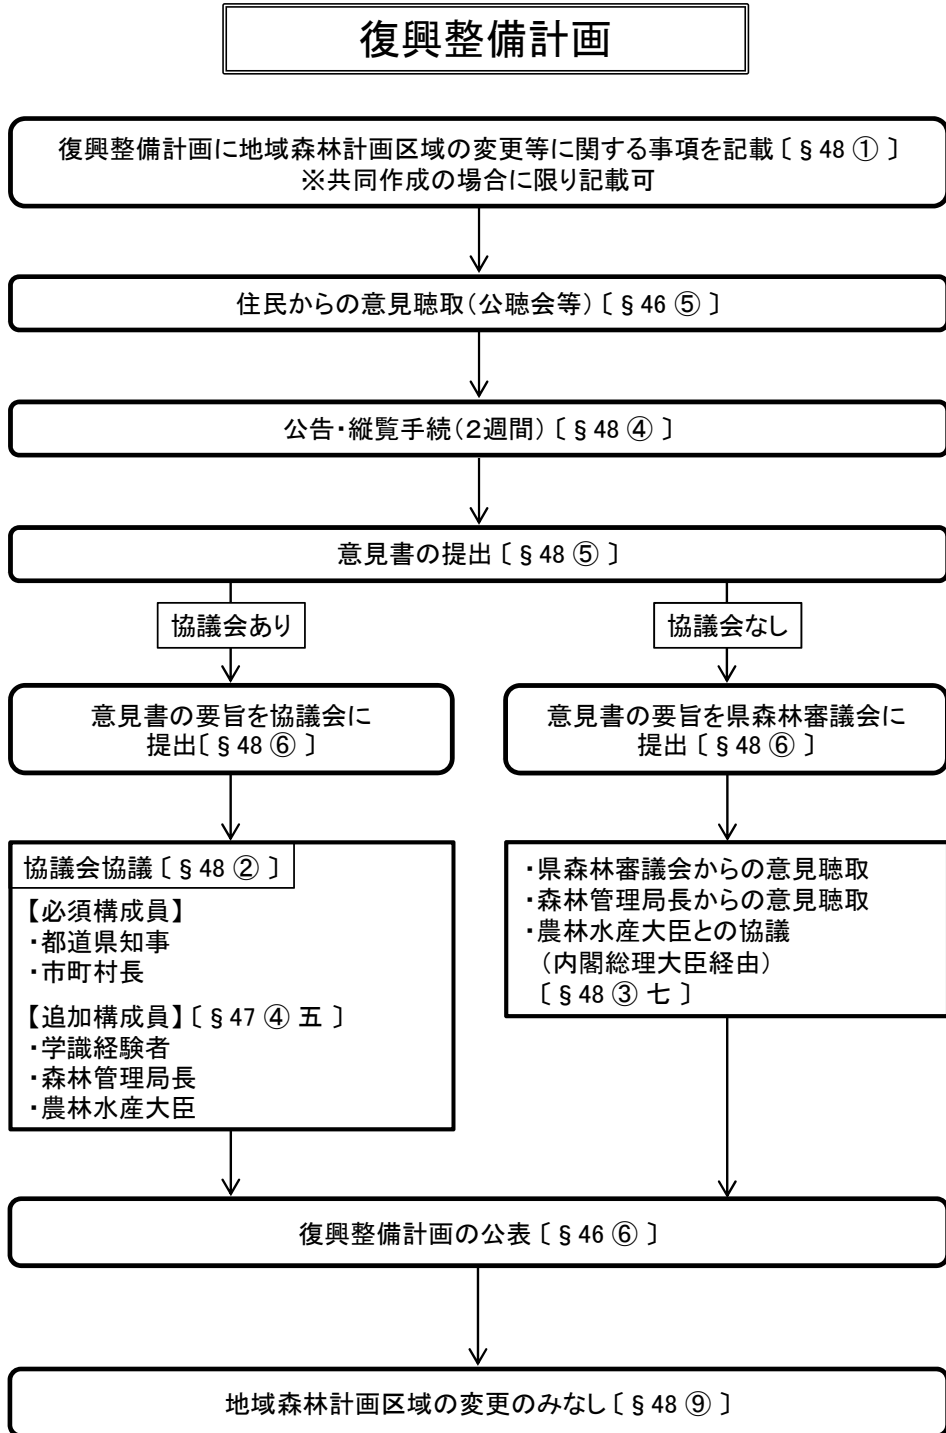 復興整備計画
復興整備計画に地域森林計画区域の変更等に関する事項を記載〔§48①〕
※共同作成の場合に限り記載可
住民からの意見聴取(公聴会等)〔§46⑤〕
公告・縦覧手続(2週間)〔§48④〕
意見書の提出〔§48⑤〕
協議会あり
意見書の要旨を協議会に
提出〔§48⑥〕
協議会協議〔§48②〕
【必須構成員】
・都道県知事
・市町村長
【追加構成員】〔§47④五〕
・学識経験者
・森林管理局長
・農林水産大臣
協議会なし
意見書の要旨を県森林審議会に
提出〔§48⑥〕
・県森林審議会からの意見聴取
・森林管理局長からの意見聴取
・農林水産大臣との協議
(内閣総理大臣経由)
〔§48③七〕
復興整備計画の公表〔§46⑥〕
地域森林計画区域の変更のみなし〔§48⑨〕